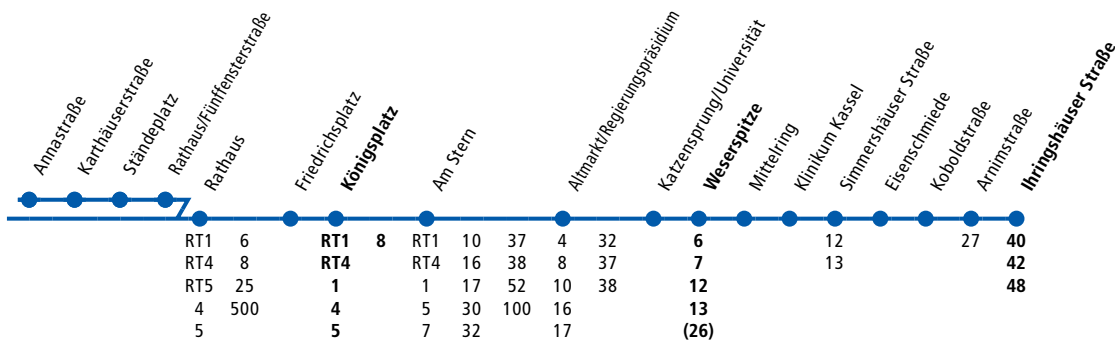 Annastraße
Karthäuserstraße
Ständeplatz
Rathaus/Fünffensterstraße
Rathaus
Friedrichsplatz
Königsplatz
Am Stern
Altmarkt/Regierungspräsidium
Katzensprung/Universität
Weserspitze
Mittelring
Klinikum Kassel
Simmershäuser Straße
Eisenschmiede
Koboldstraße
Arnimstraße
Ihringshäuser Straße
RT1 6 RT1 8 RT1 10 37 4 32 6 12 27 40
RT4 8 RT4 RT4 16 38 8 37 7 13 42
RT5 25 1 1 17 52 10 38 12 48
4 500 4 5 30 100 16 13
5 5 7 32 17 (26)